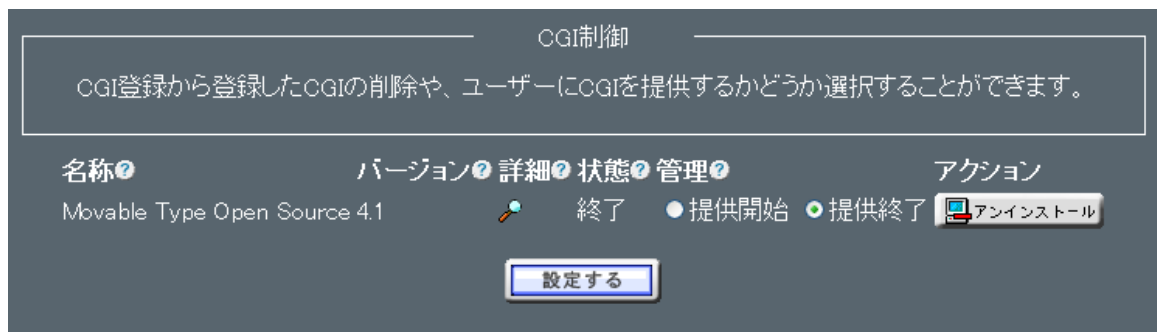 CGI制御
CGI登録から登録したCGIの削除や、ユーザーにCGIを提供するかどうか選択することができます。
名称 バージョン 詳細 状態 管理 アクション
Movable Type Open Source 4.1 終了 提供開始 提供終了 アンインストール
設定する